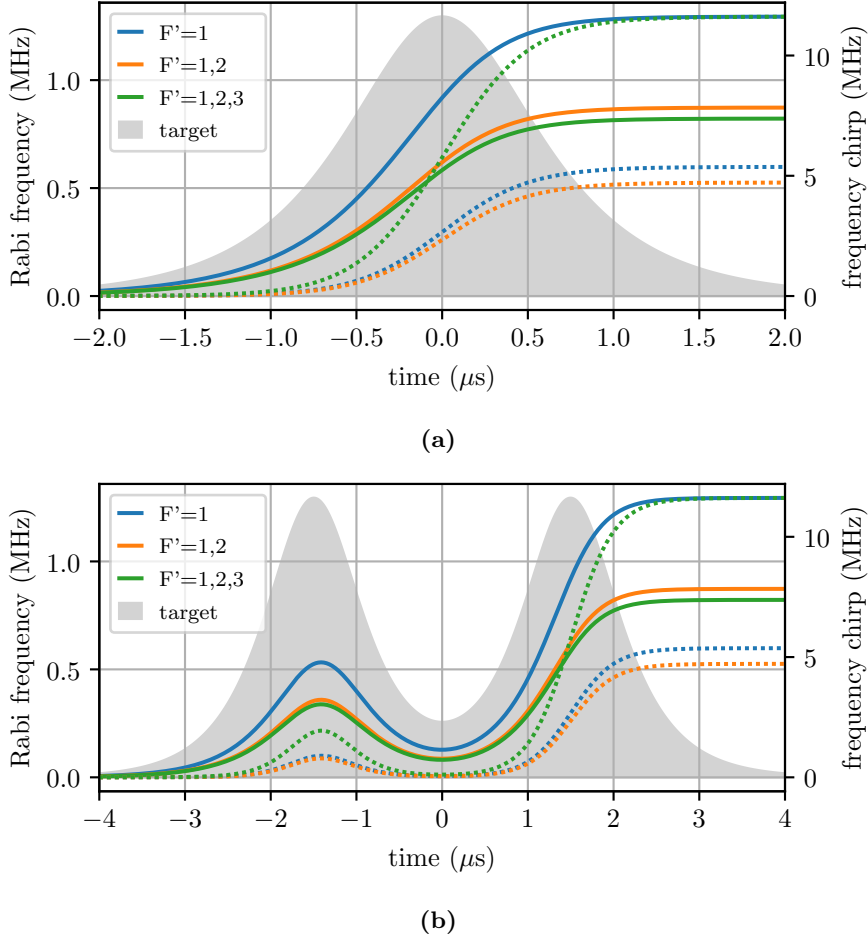 Rabi frequency (MHz)
1.0
0.5
0.0
F'=1
F'=1,2
F'=1,2,3
target
10
5
0
frequency chirp (MHz)
−2.0 −1.5 −1.0 −0.5 0.0 0.5 1.0 1.5 2.0
time (μs)
(a)
Rabi frequency (MHz)
1.0
0.5
0.0
F'=1
F'=1,2
F'=1,2,3
target
10
5
0
frequency chirp (MHz)
−4 −3 −2 −1 0 1 2 3 4
time (μs)
(b)